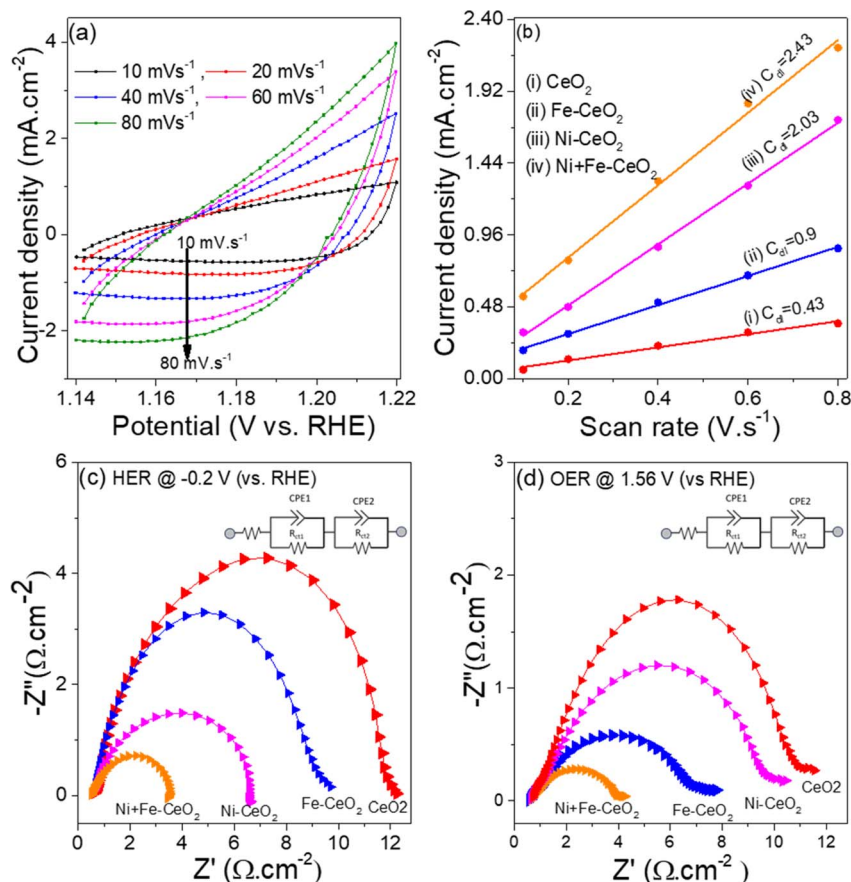 (a)
10 mVs⁻¹, 20 mVs⁻¹
40 mVs⁻¹, 60 mVs⁻¹
80 mVs⁻¹
10 mV.s⁻¹
80 mV.s⁻¹
4
2
0
-2
Current density (mA.cm⁻²)
1.14 1.16 1.18 1.20 1.22
Potential (V vs. RHE)
(b)
(i) CeO₂
(ii) Fe-CeO₂
(iii) Ni-CeO₂
(iv) Ni+Fe-CeO₂
(iv) C_dl=2.43
(iii) C_dl=2.03
(ii) C_dl=0.9
(i) C_dl=0.43
2.40
1.92
1.44
0.96
0.48
0.00
Current density (mA.cm⁻²)
0.2 0.4 0.6 0.8
Scan rate (V.s⁻¹)
(c) HER @ -0.2 V (vs. RHE)
CPE1 CPE2
R_ct1 R_ct2
6
4
2
0
-Z"(Ω.cm⁻²)
Ni+Fe-CeO₂ Ni-CeO₂ Fe-CeO₂ CeO2
0 2 4 6 8 10 12
Z' (Ω.cm⁻²)
(d) OER @ 1.56 V (vs RHE)
CPE1 CPE2
R_ct1 R_ct2
3
2
1
0
-Z"(Ω.cm⁻²)
Ni+Fe-CeO₂ Fe-CeO₂ Ni-CeO₂ CeO2
0 2 4 6 8 10 12 14
Z' (Ω.cm⁻²)